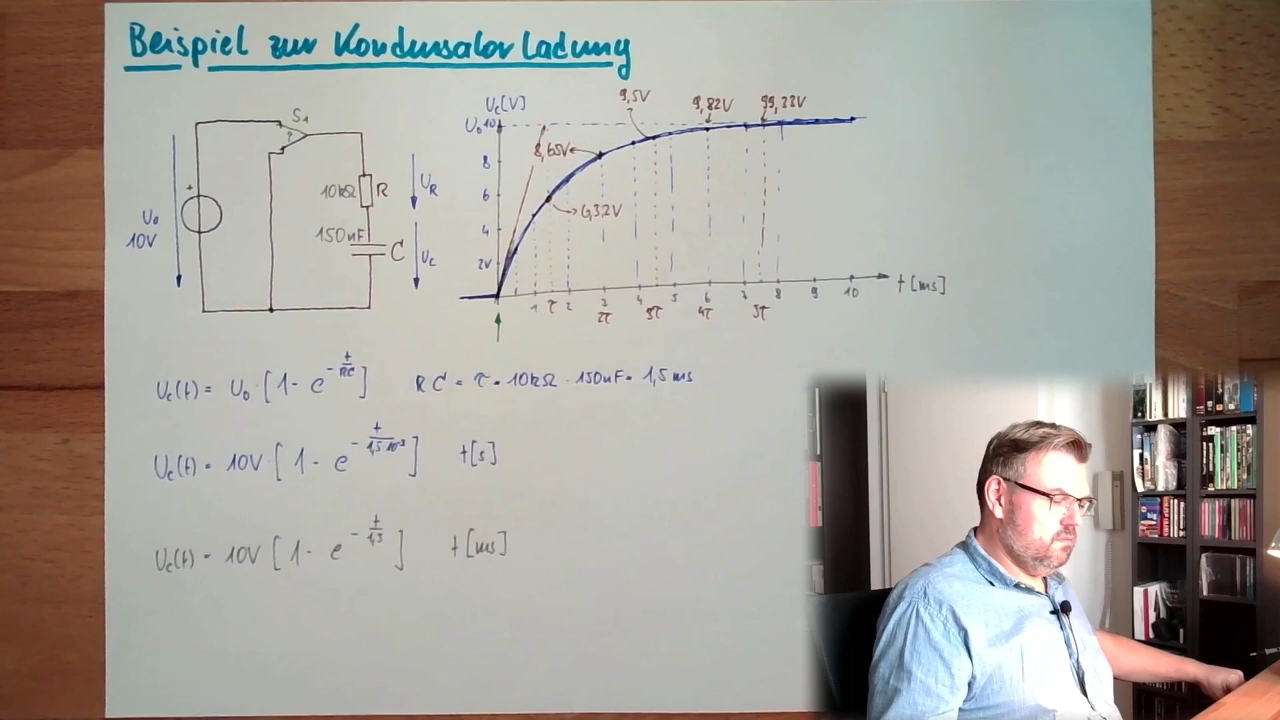 Beispiel zur Kondensator Ladung
S1
+
U0
10V
10kΩ R
150nF C
UR
Uc
Uc[V]
U0 10
8
6
4
2V
8,65V
9,5V
9,82V
99,33V
6,32V
1 τ 2 3 4 5 6 7 8 9 10
2τ 3τ 4τ 5τ
t [ms]
Uc(t) = U0 · [1 - e^(-t/RC)] RC = τ = 10kΩ · 150nF = 1,5 ms
Uc(t) = 10V [1 - e^(-t/1,5·10^-3)] t[s]
Uc(t) = 10V [1 - e^(-t/1,5)] t[ms]